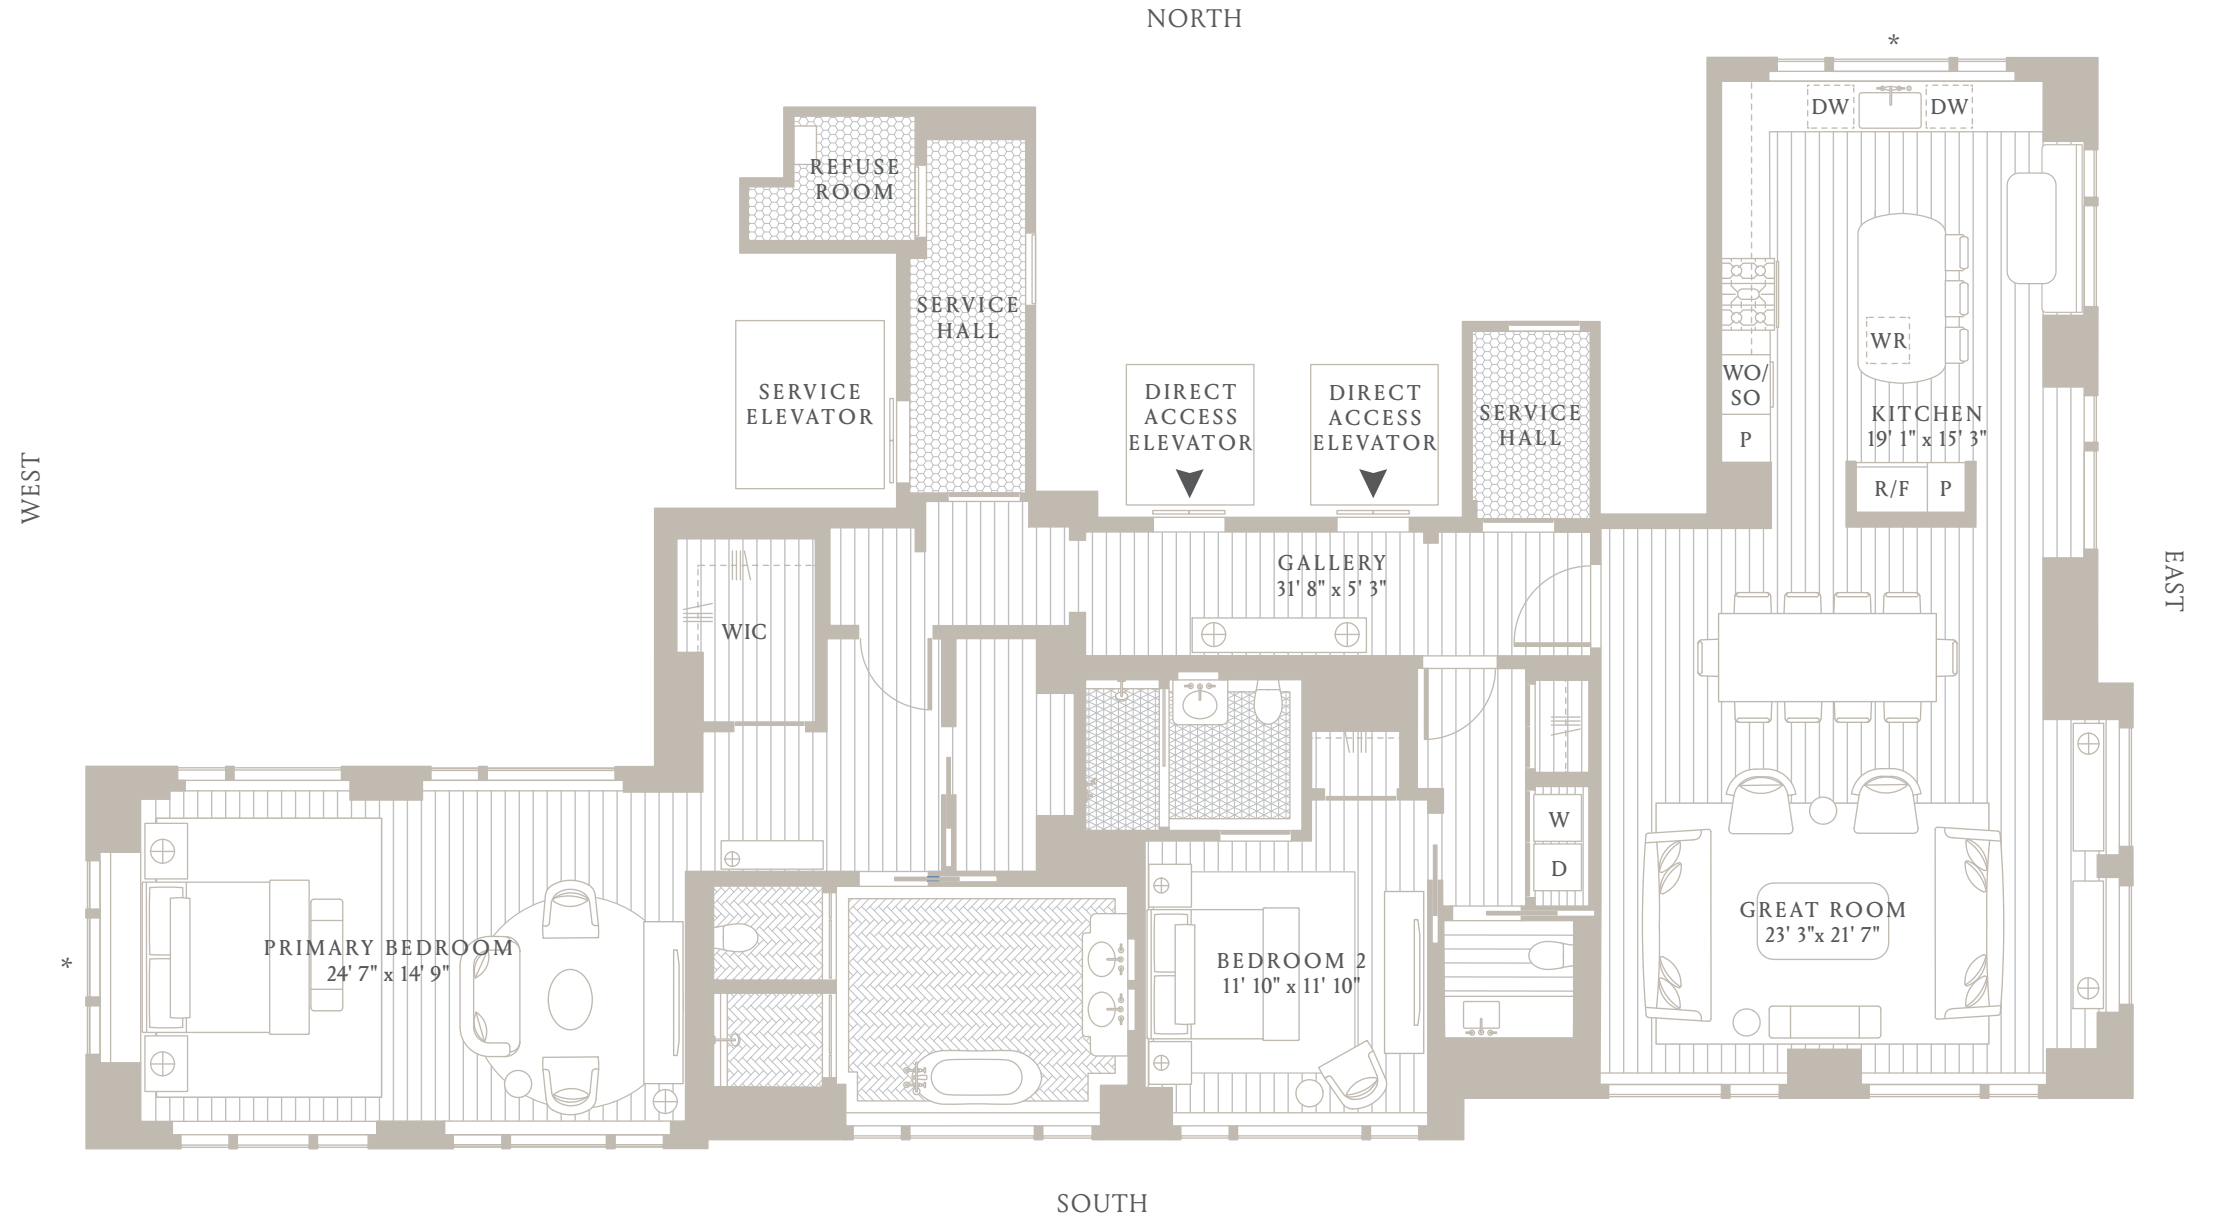 NORTH
*
DW
DW
REFUSE
ROOM
SERVICE
HALL
WR
WO/
SO
P
KITCHEN
19' 1" x 15' 3"
R/F
P
SERVICE
ELEVATOR
DIRECT
ACCESS
ELEVATOR
DIRECT
ACCESS
ELEVATOR
SERVICE
HALL
WEST
EAST
GALLERY
31' 8" x 5' 3"
WIC
W
D
GREAT ROOM
23' 3"x 21' 7"
PRIMARY BEDROOM
24' 7" x 14' 9"
*
BEDROOM 2
11' 10" x 11' 10"
SOUTH